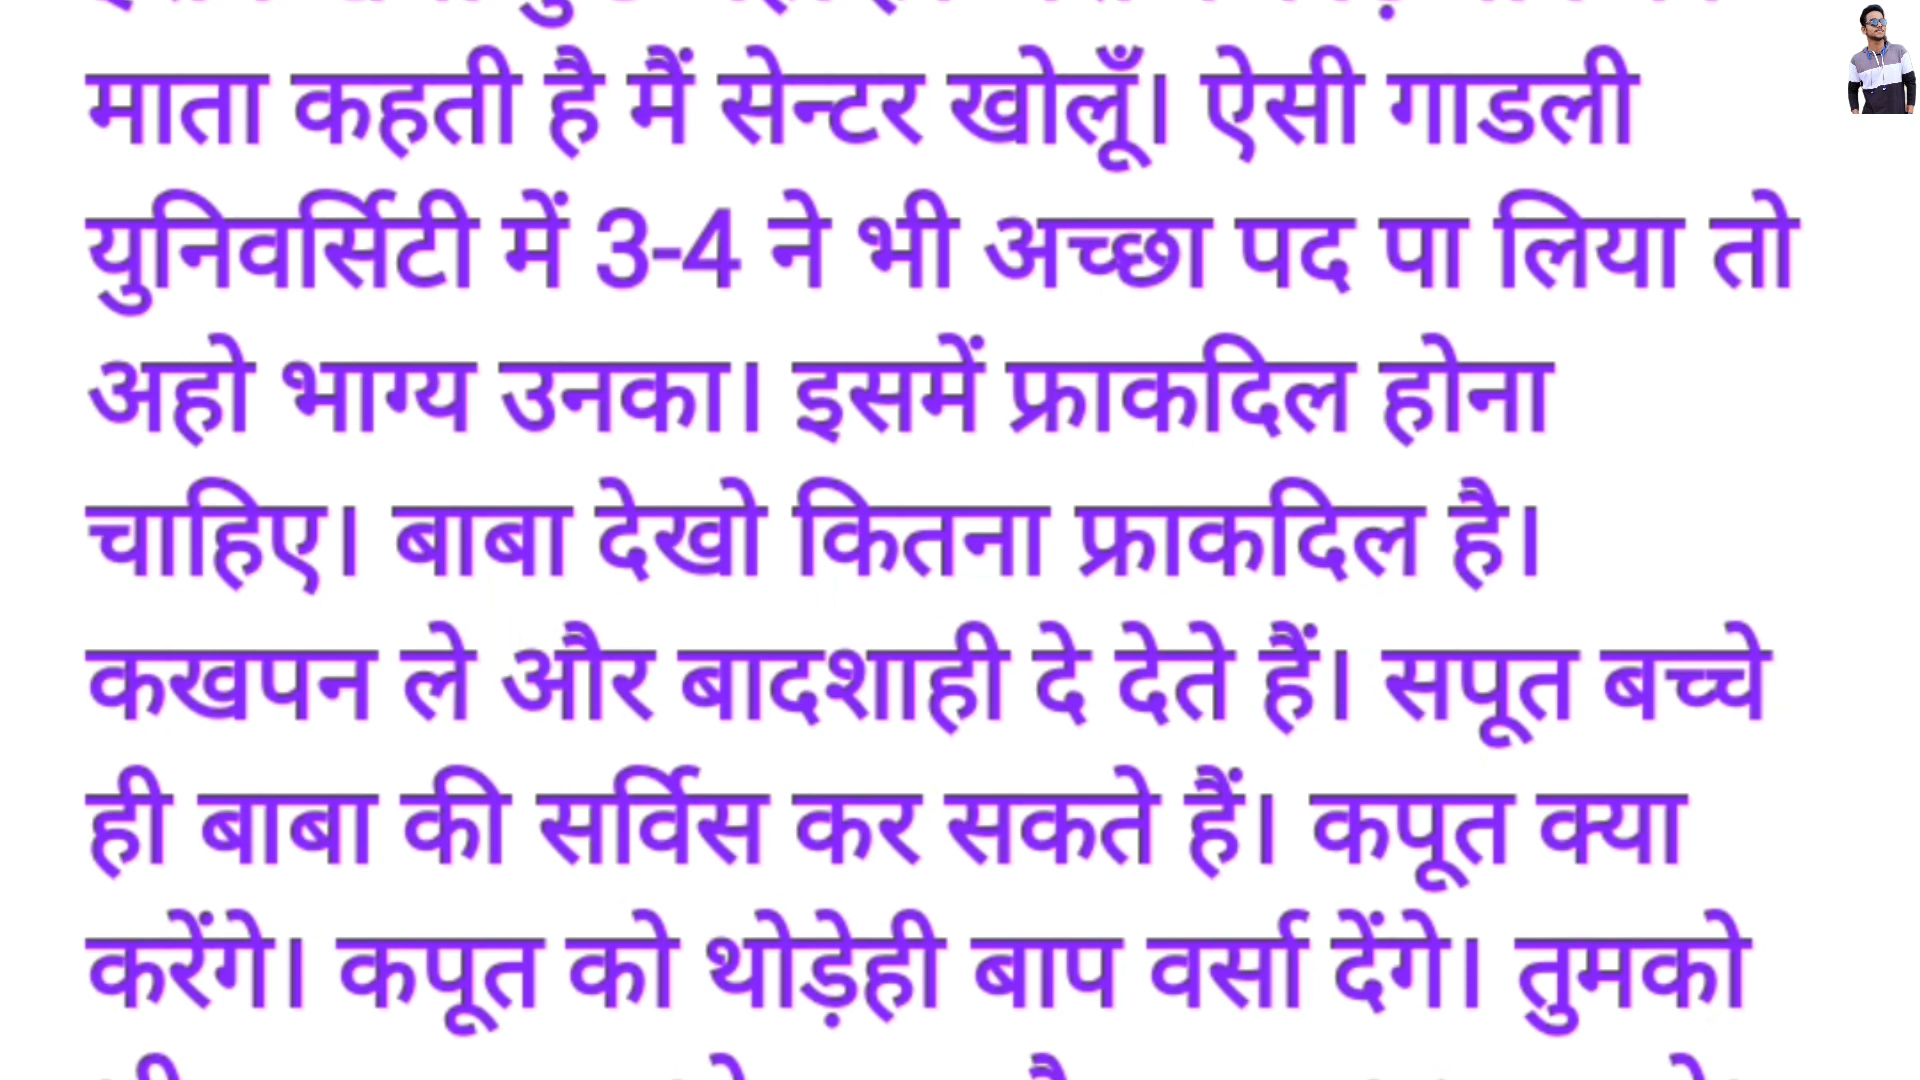 माता कहती है मैं सेन्टर खोलूँ। ऐसी गाडली
युनिवर्सिटी में 3-4 ने भी अच्छा पद पा लिया तो
अहो भाग्य उनका। इसमें फ्राकदिल होना
चाहिए। बाबा देखो कितना फ्राकदिल है।
कखपन ले और बादशाही दे देते हैं। सपूत बच्चे
ही बाबा की सर्विस कर सकते हैं। कपूत क्या
करेंगे। कपूत को थोड़ेही बाप वर्सा देंगे। तुमको